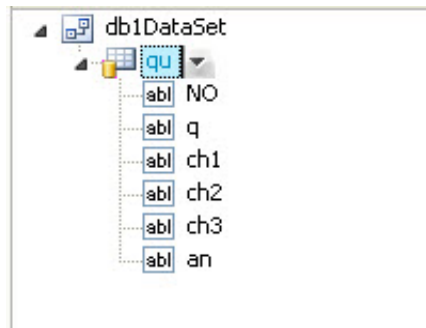 db1DataSet
qu
abl NO
abl q
abl ch1
abl ch2
abl ch3
abl an